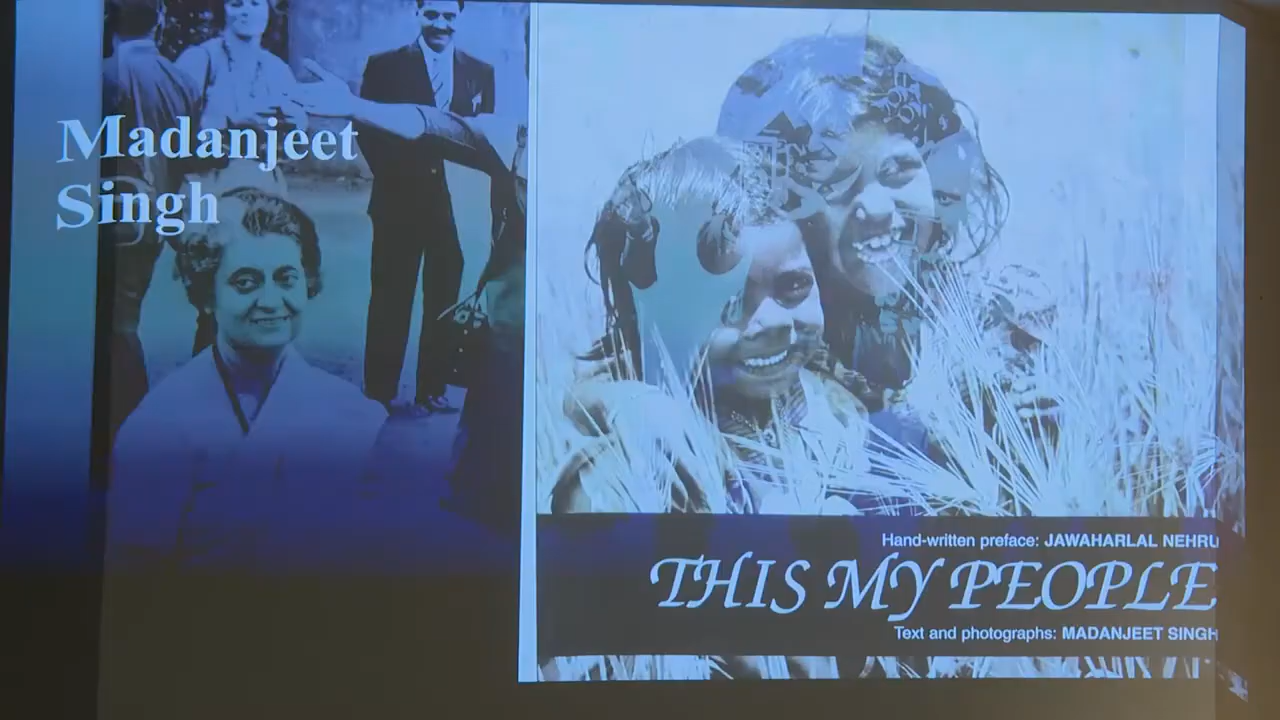 Madanjeet
Singh
Hand-written preface: JAWAHARLAL NEHRU
THIS MY PEOPLE
Text and photographs: MADANJEET SINGH